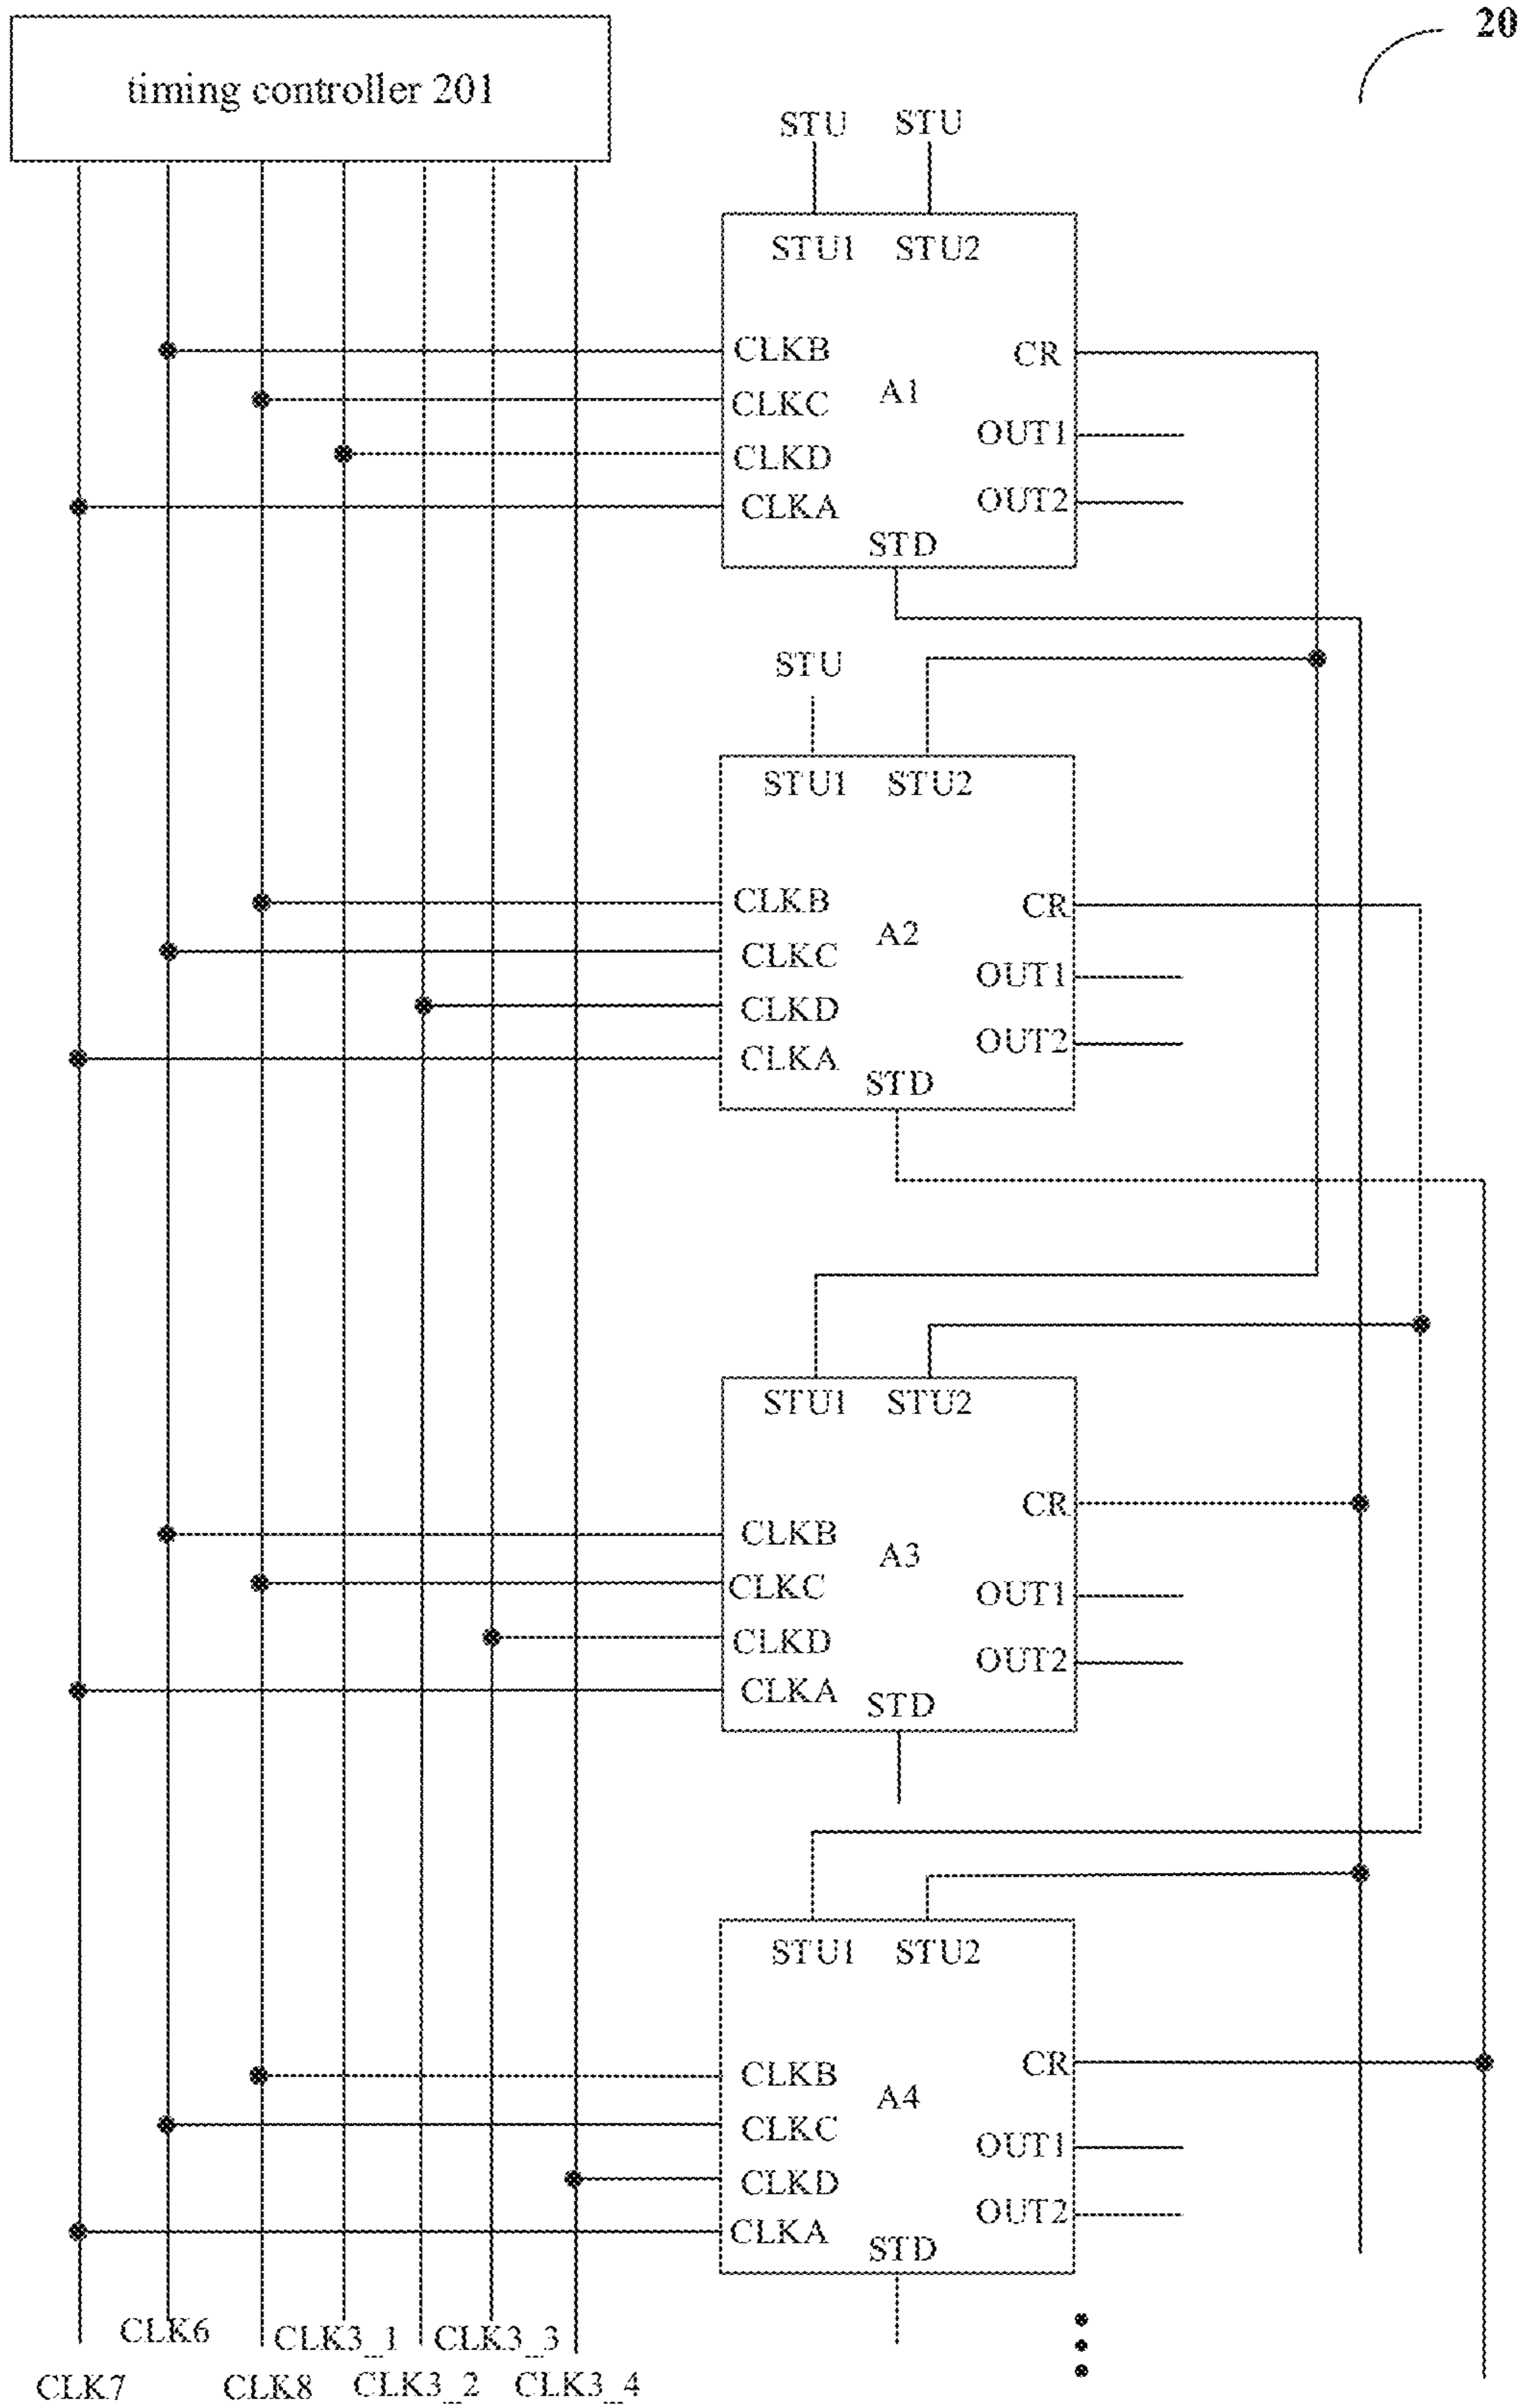 20
timing controller 201
STU STU
STU1 STU2
CLKB CR
A1
CLKC
OUT1
CLKD
OUT2
CLKA
STD
STU
STU1 STU2
CLKB CR
A2
CLKC
OUT1
CLKD
OUT2
CLKA
STD
STU1 STU2
CR
CLKB
A3
CLKC
OUT1
CLKD
OUT2
CLKA
STD
STU1 STU2
CR
CLKB
A4
CLKC
OUT1
CLKD
OUT2
CLKA
STD
CLK6 CLK3_1 CLK3_3
CLK7 CLK8 CLK3_2 CLK3_4